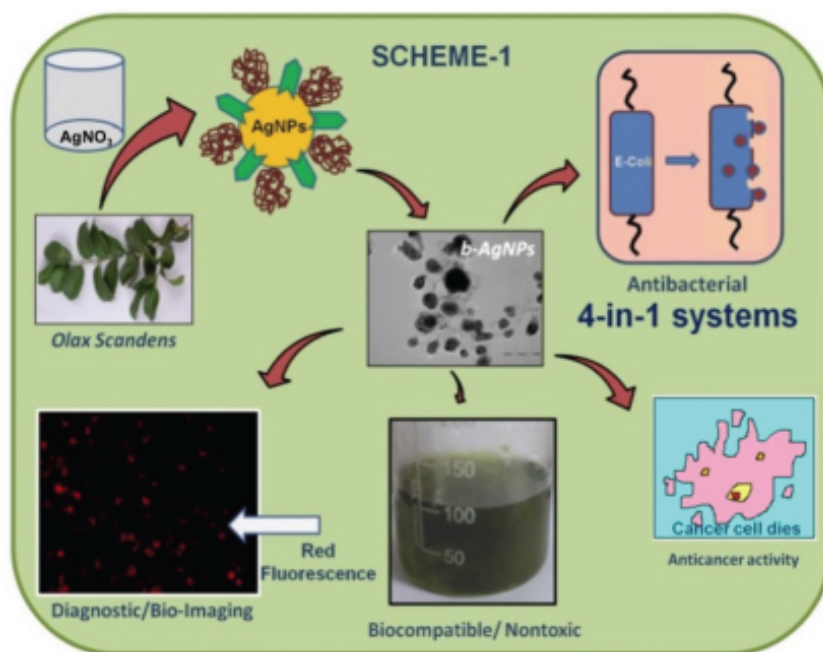 SCHEME-1
AgNO3
AgNPs
E-Coli
b-AgNPs
Antibacterial
4-in-1 systems
Olax Scandens
150
100
50
Red
Fluorescence
Cancer cell dies
Anticancer activity
Diagnostic/Bio-Imaging
Biocompatible/ Nontoxic